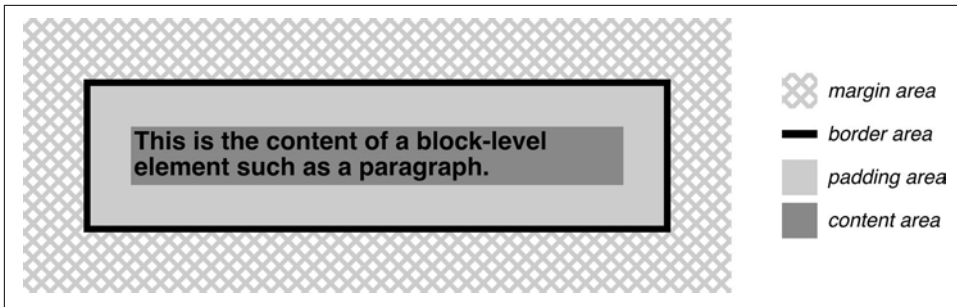 This is the content of a block-level
element such as a paragraph.
margin area
border area
padding area
content area